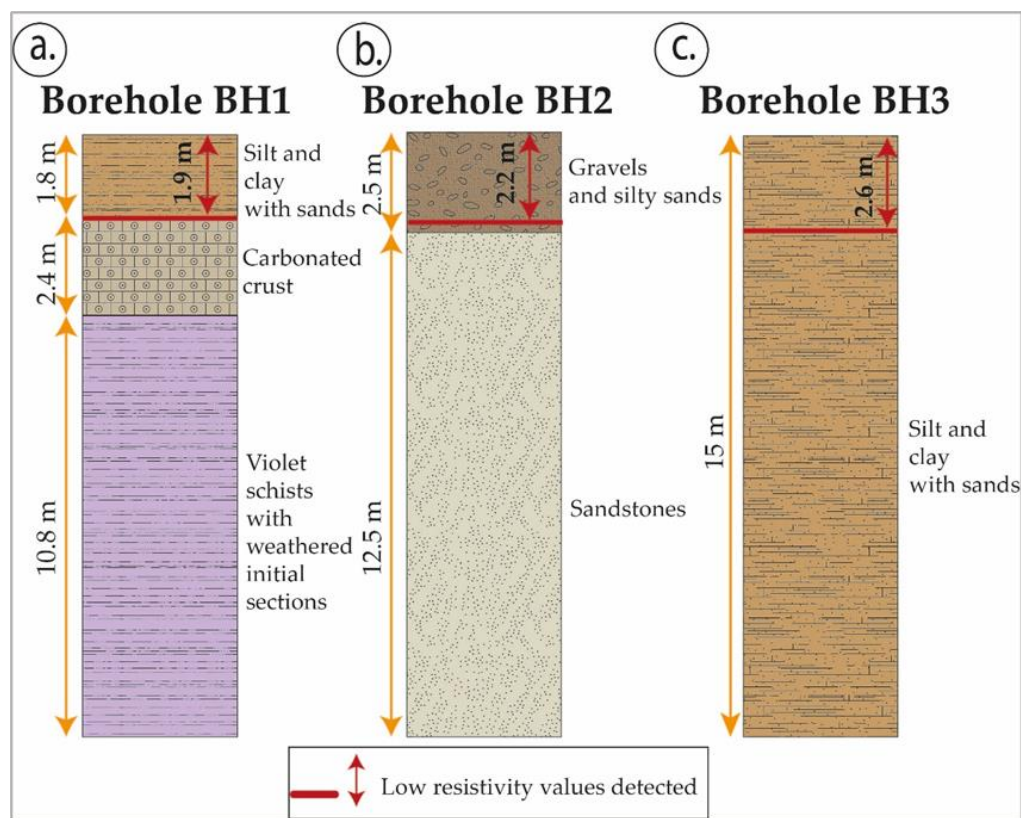 a.
Borehole BH1
1.8 m
1.9 m
Silt and
clay
with sands
2.4 m
Carbonated
crust
10.8 m
Violet
schists
with
weathered
initial
sections
b.
Borehole BH2
2.5 m
2.2 m
Gravels
and silty sands
12.5 m
Sandstones
c.
Borehole BH3
2.6 m
15 m
Silt and
clay
with sands
Low resistivity values detected